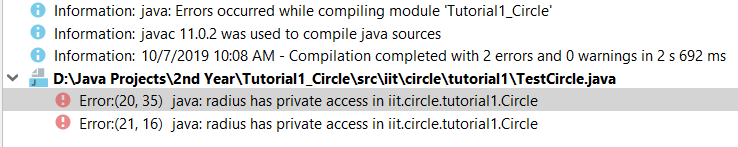 Information: java: Errors occurred while compiling module 'Tutorial1_Circle'
Information: javac 11.0.2 was used to compile java sources
Information: 10/7/2019 10:08 AM - Compilation completed with 2 errors and 0 warnings in 2 s 692 ms
D:\Java Projects\2nd Year\Tutorial1_Circle\src\iit\circle\tutorial1\TestCircle.java
Error:(20, 35) java: radius has private access in iit.circle.tutorial1.Circle
Error:(21, 16) java: radius has private access in iit.circle.tutorial1.Circle